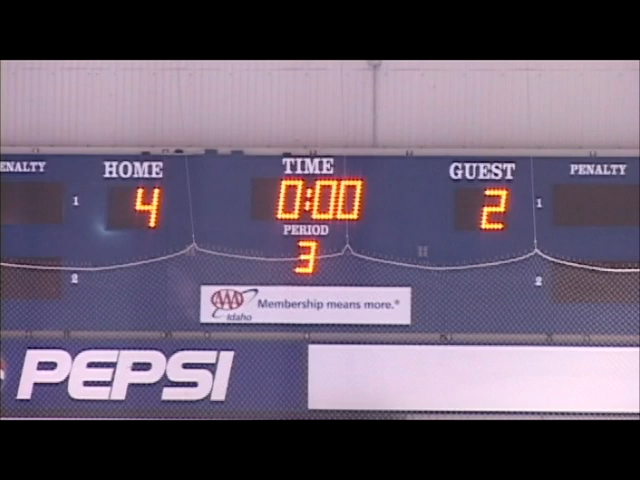 PENALTY HOME TIME GUEST PENALTY
1 4 0:00 2 1
PERIOD
3
2 2
AAA Membership means more.®
Idaho
PEPSI